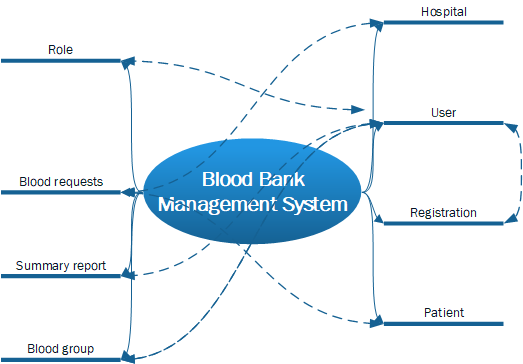 Hospital
Role
User
Blood Bank
Management System
Blood requests
Registration
Summary report
Patient
Blood group